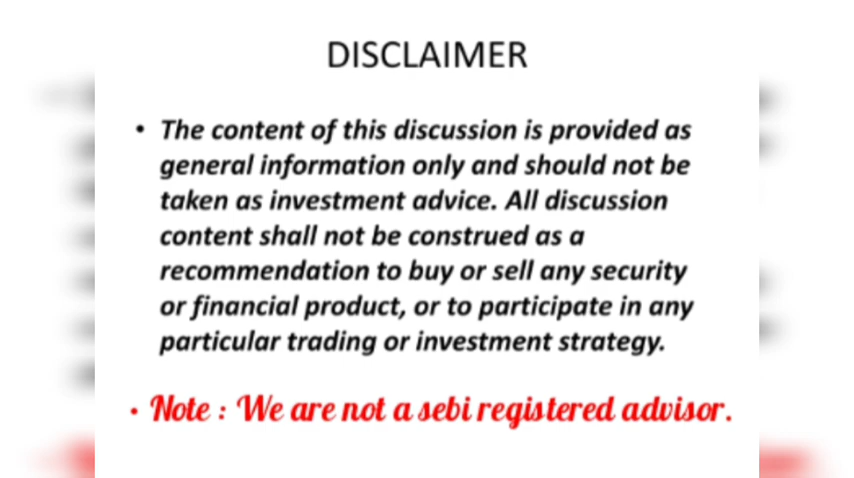 DISCLAIMER
• The content of this discussion is provided as
general information only and should not be
taken as investment advice. All discussion
content shall not be construed as a
recommendation to buy or sell any security
or financial product, or to participate in any
particular trading or investment strategy.
• Note : We are not a sebi registered advisor.